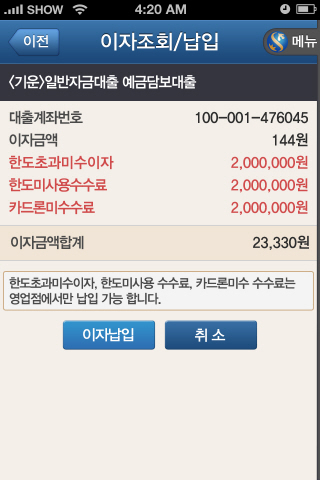 SHOW 4:20 AM
이전 이자조회/납입 메뉴
<기운>일반자금대출 예금담보대출
대출계좌번호 100-001-476045
이자금액 144원
한도초과미수이자 2,000,000원
한도미사용수수료 2,000,000원
카드론미수수료 2,000,000원
이자금액합계 23,330원
한도초과미수이자, 한도미사용 수수료, 카드론미수 수수료는
영업점에서만 납입 가능 합니다.
이자납입 취소